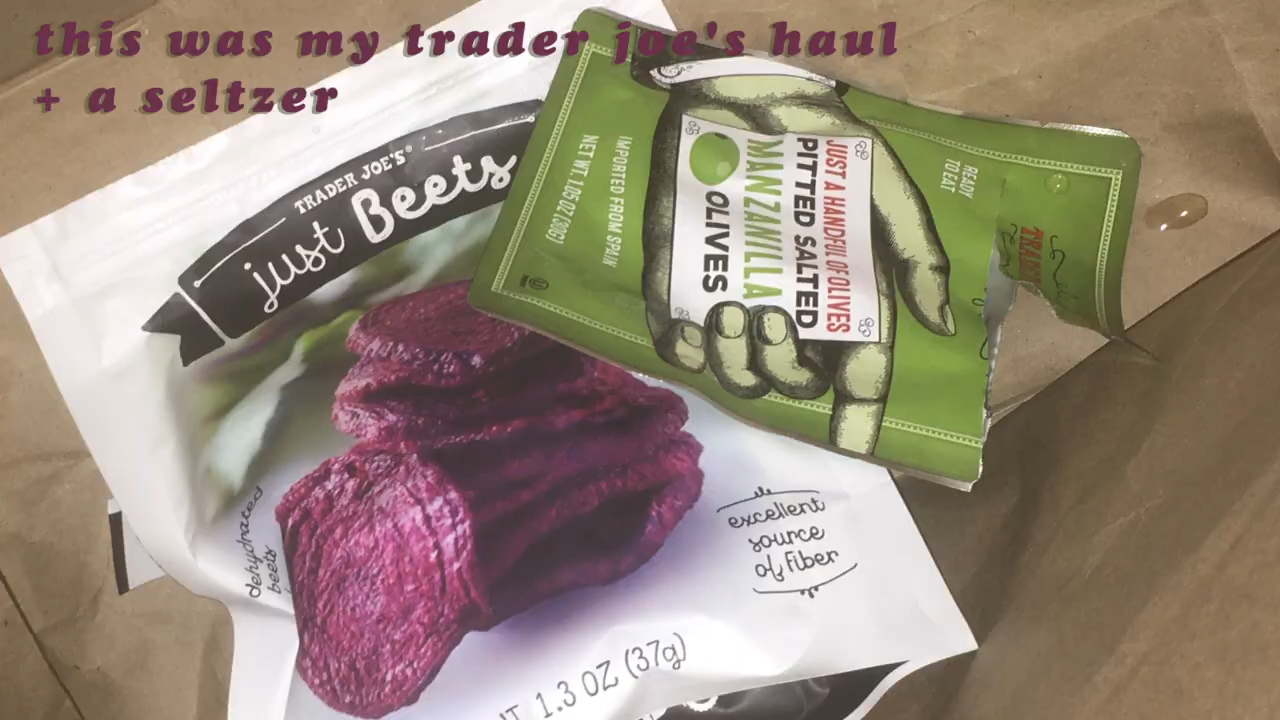 this was my trader joe's haul
+ a seltzer
TRADER JOE'S®
just Beets
dehydrated
beets
excellent
source
of fiber
1.3 OZ (37g)
JUST A HANDFUL OF OLIVES
PITTED SALTED
MANZANILLA
OLIVES
IMPORTED FROM SPAIN
NET WT. 1.05 OZ (30G)
READY
TO EAT